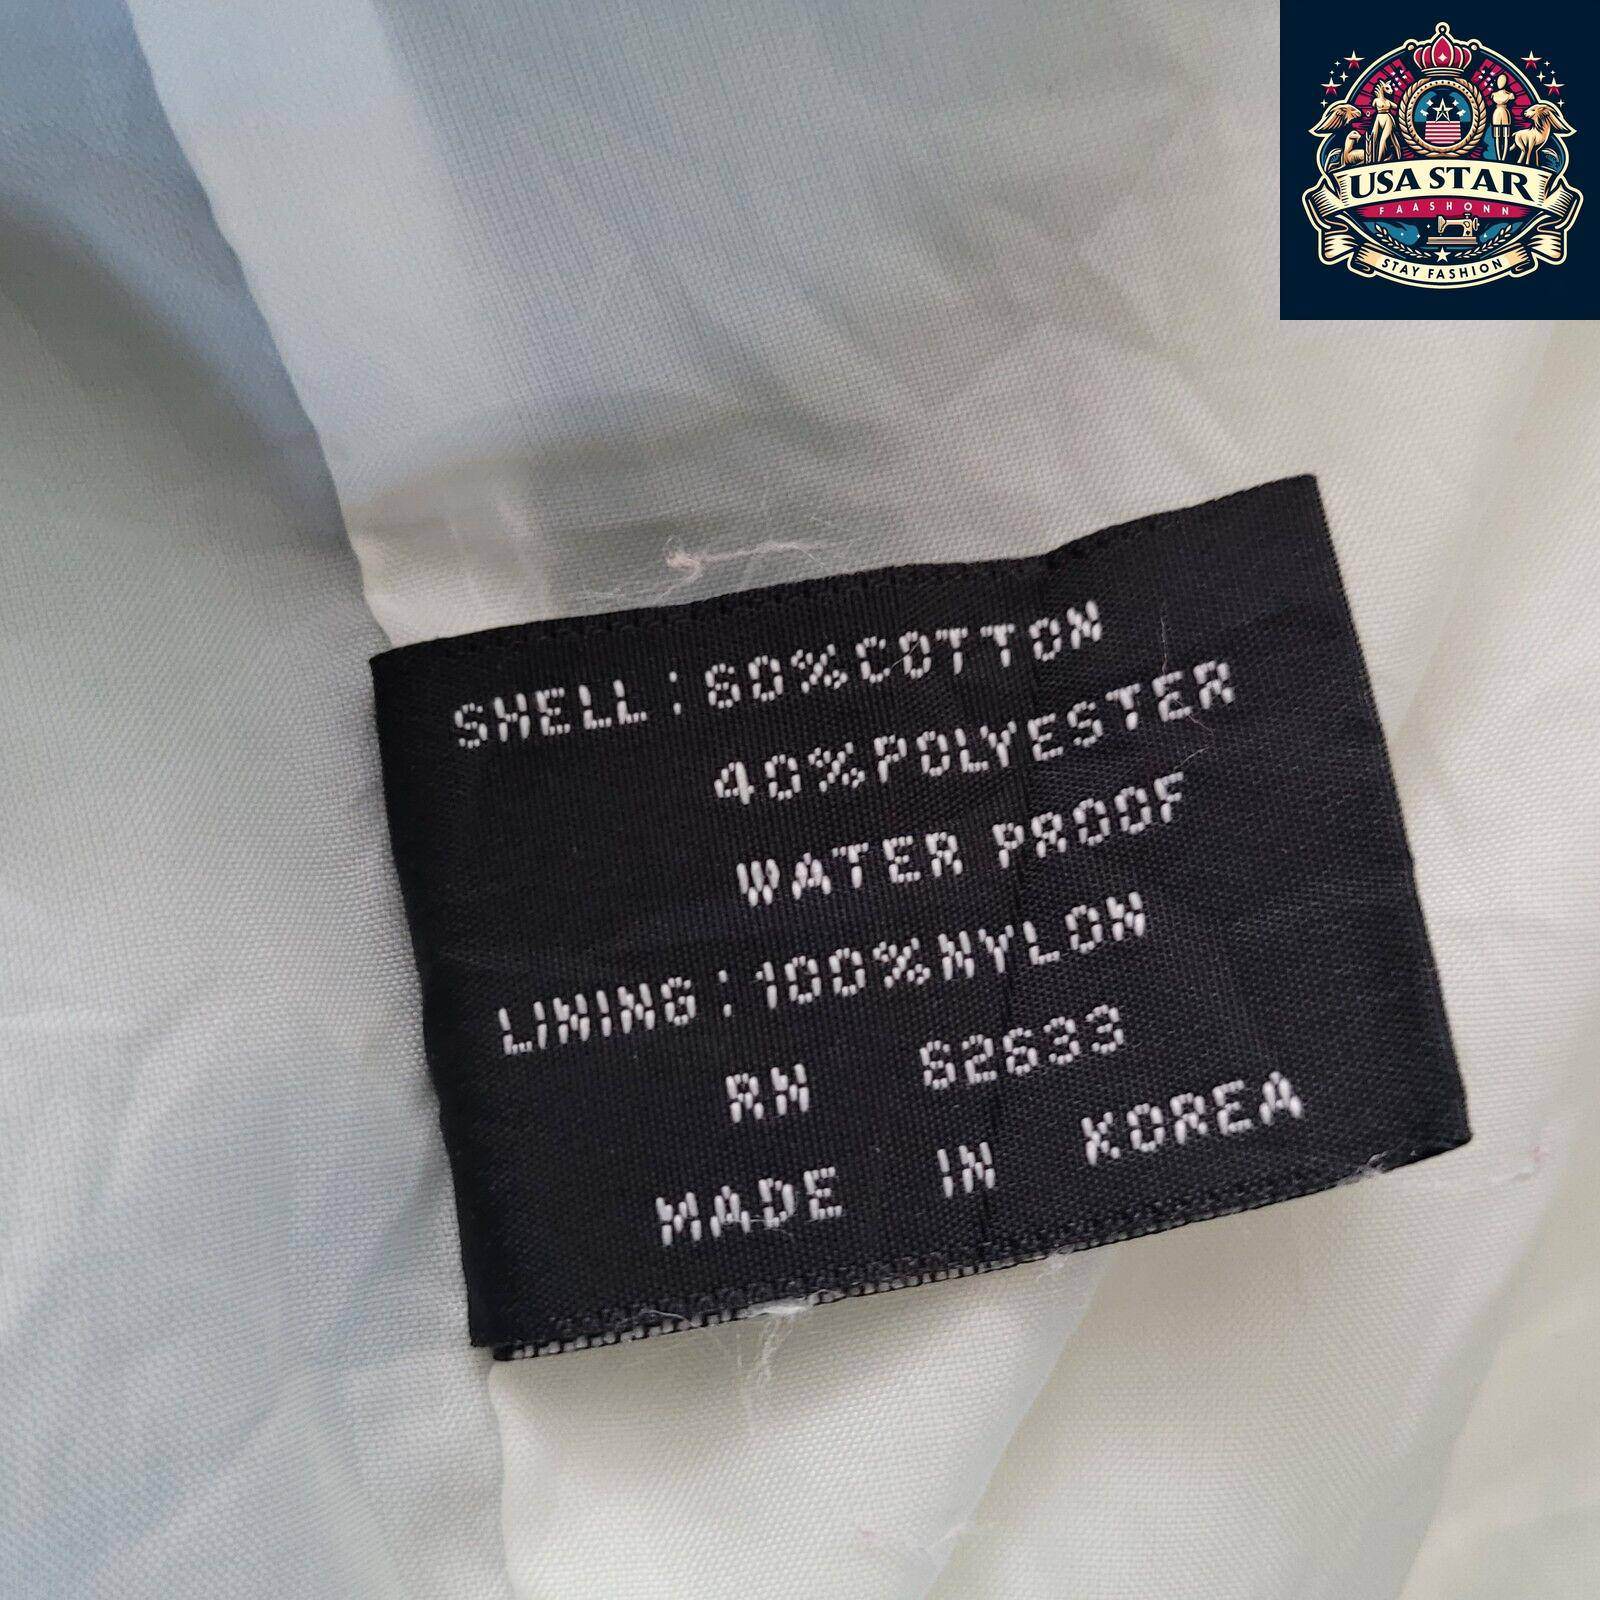 USA STAR
FAASHONN
STAY FASHION
SHELL:60%COTTON
40%POLYESTER
WATER PROOF
LINING:100%NYLON
RN 62633
MADE IN KOREA